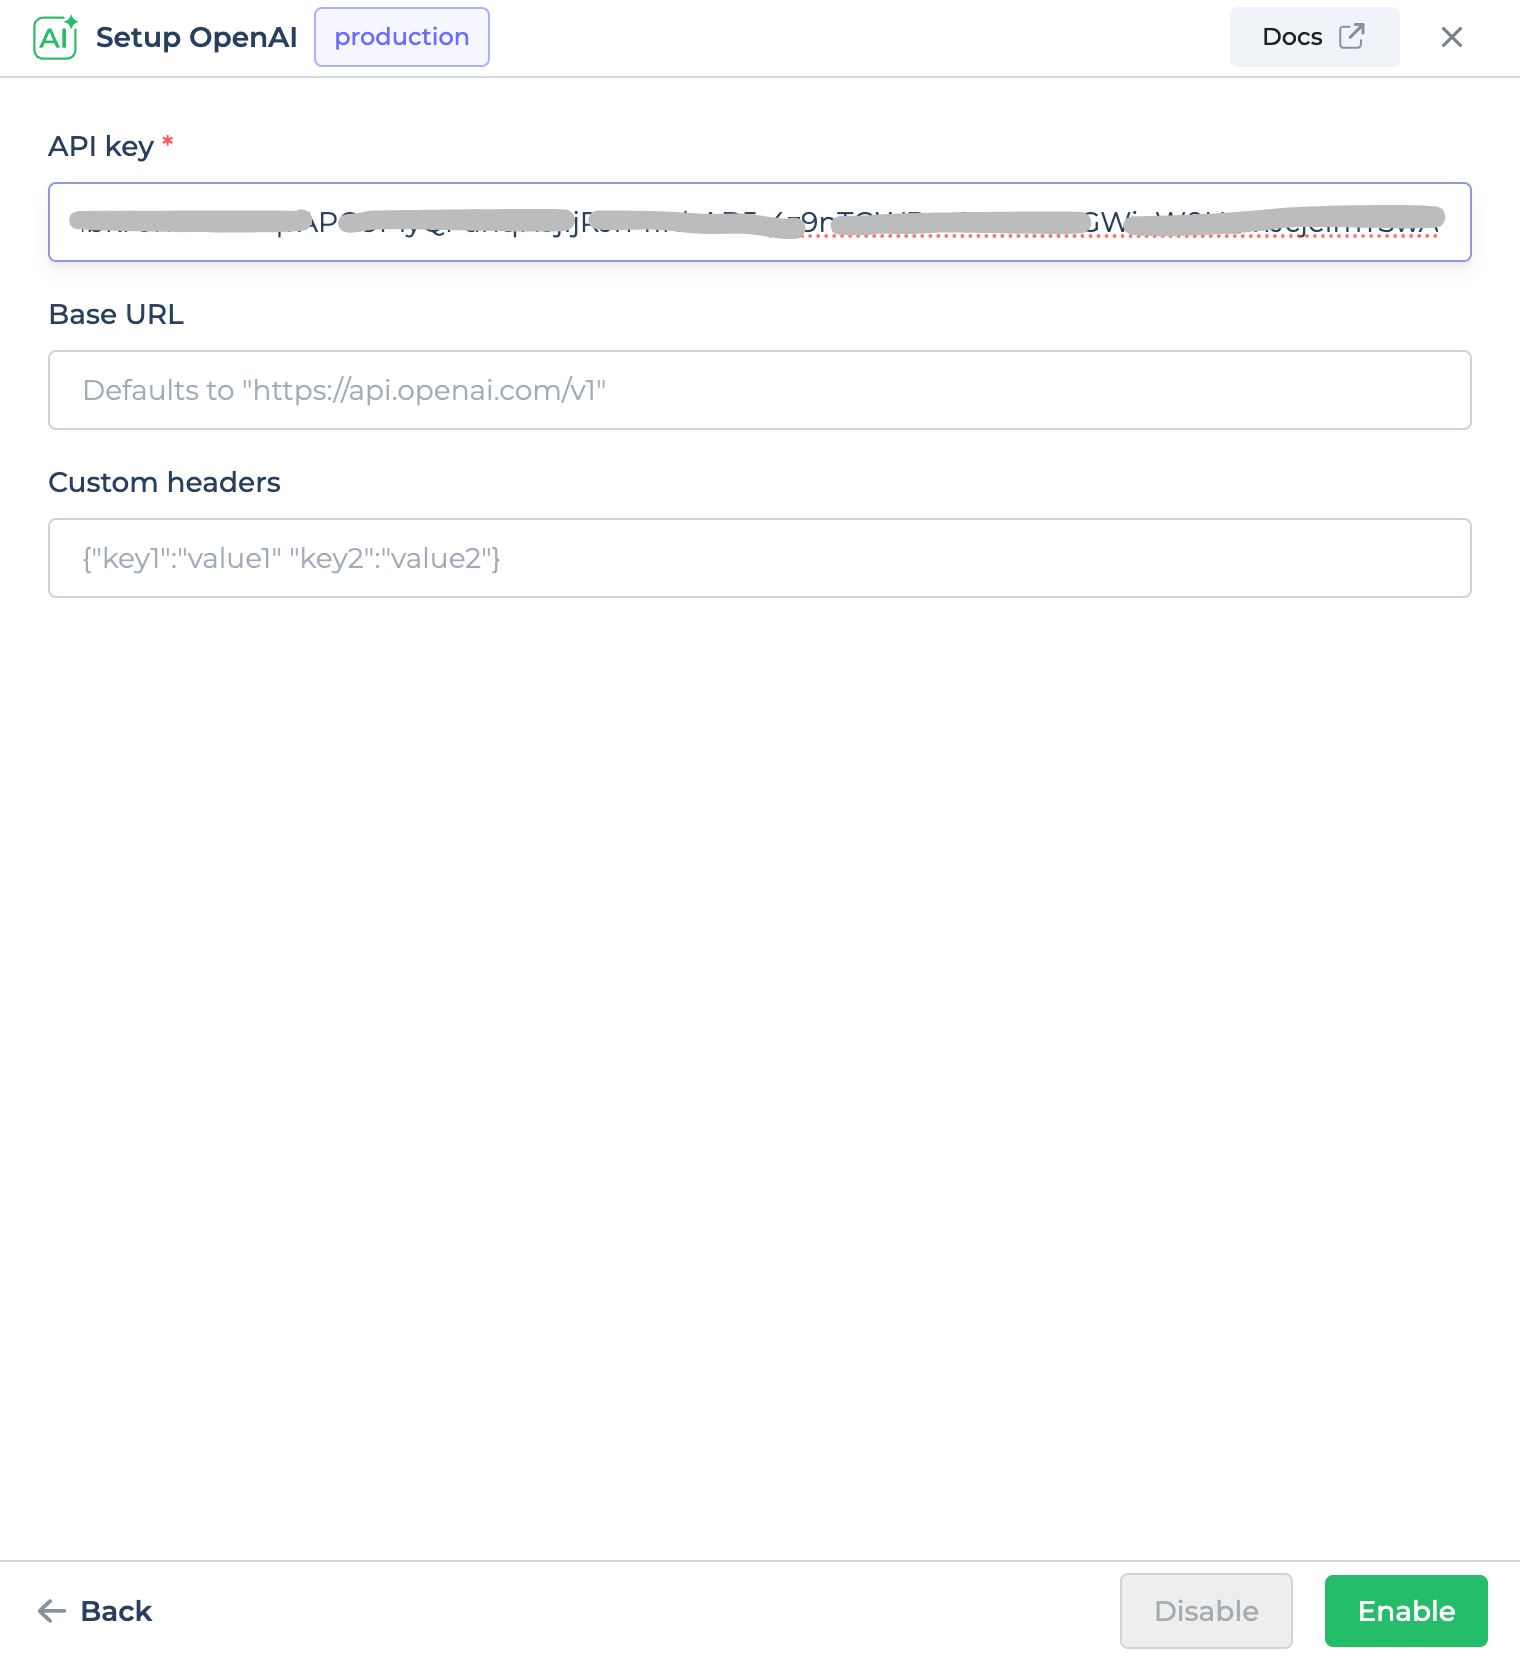 AI Setup OpenAI production Docs
API key *
Base URL
Defaults to "https://api.openai.com/v1"
Custom headers
{"key1":"value1" "key2":"value2"}
Back Disable Enable